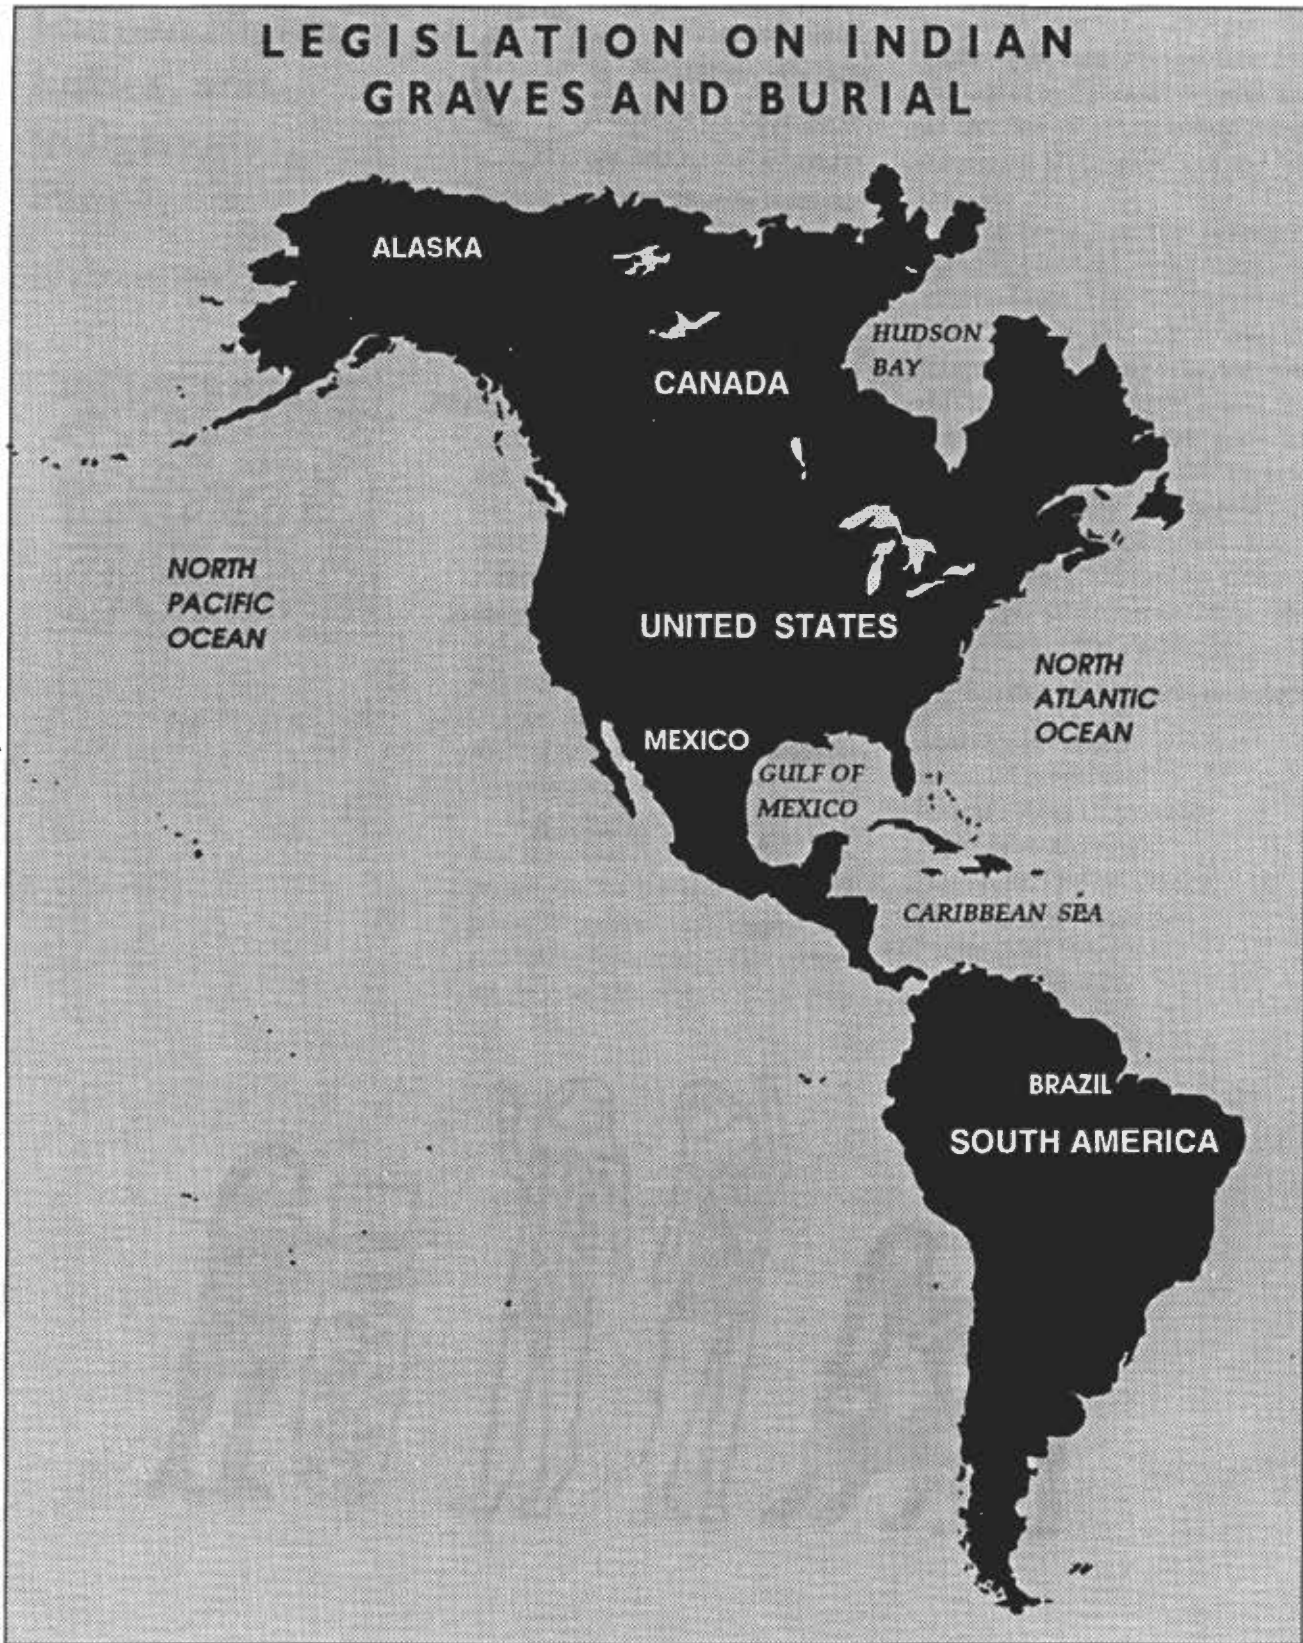 LEGISLATION ON INDIAN
GRAVES AND BURIAL
ALASKA
HUDSON
BAY
CANADA
NORTH
PACIFIC
OCEAN
UNITED STATES
NORTH
ATLANTIC
OCEAN
MEXICO
GULF OF
MEXICO
CARIBBEAN SEA
BRAZIL
SOUTH AMERICA